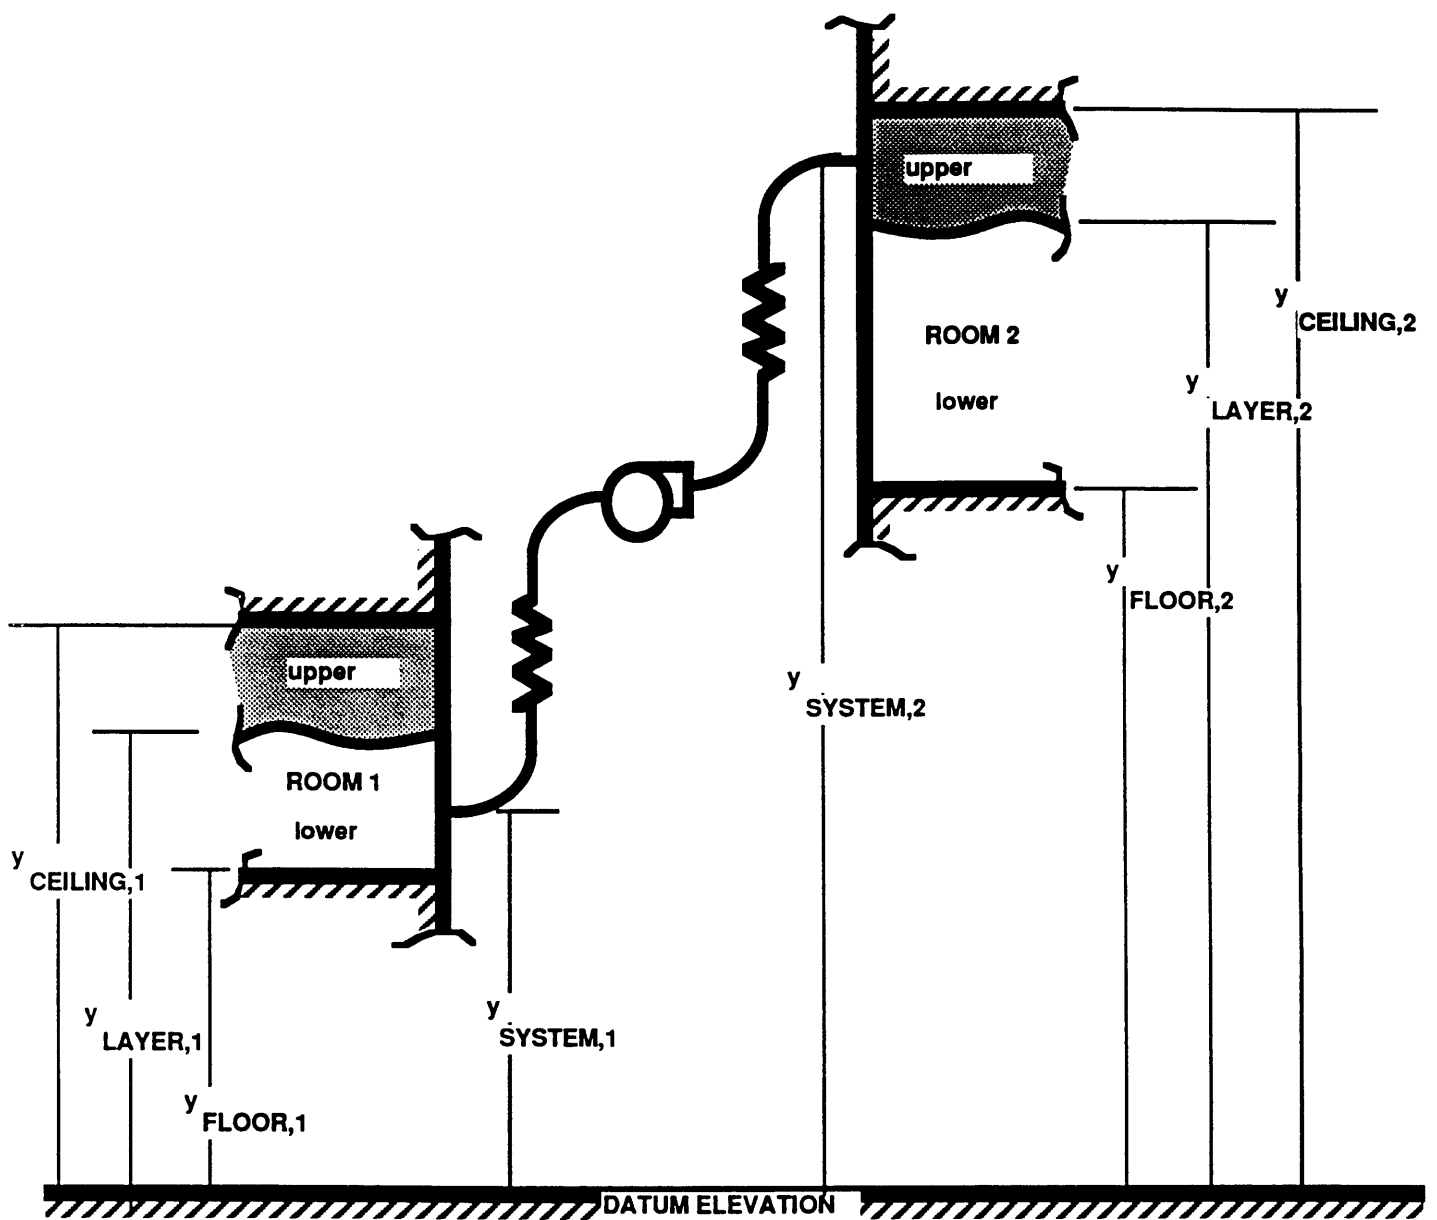 upper
y
CEILING,2
ROOM 2
y
lower
LAYER,2
y
FLOOR,2
upper
y
SYSTEM,2
ROOM 1
lower
y
CEILING,1
y
LAYER,1
y
SYSTEM,1
y
FLOOR,1
DATUM ELEVATION